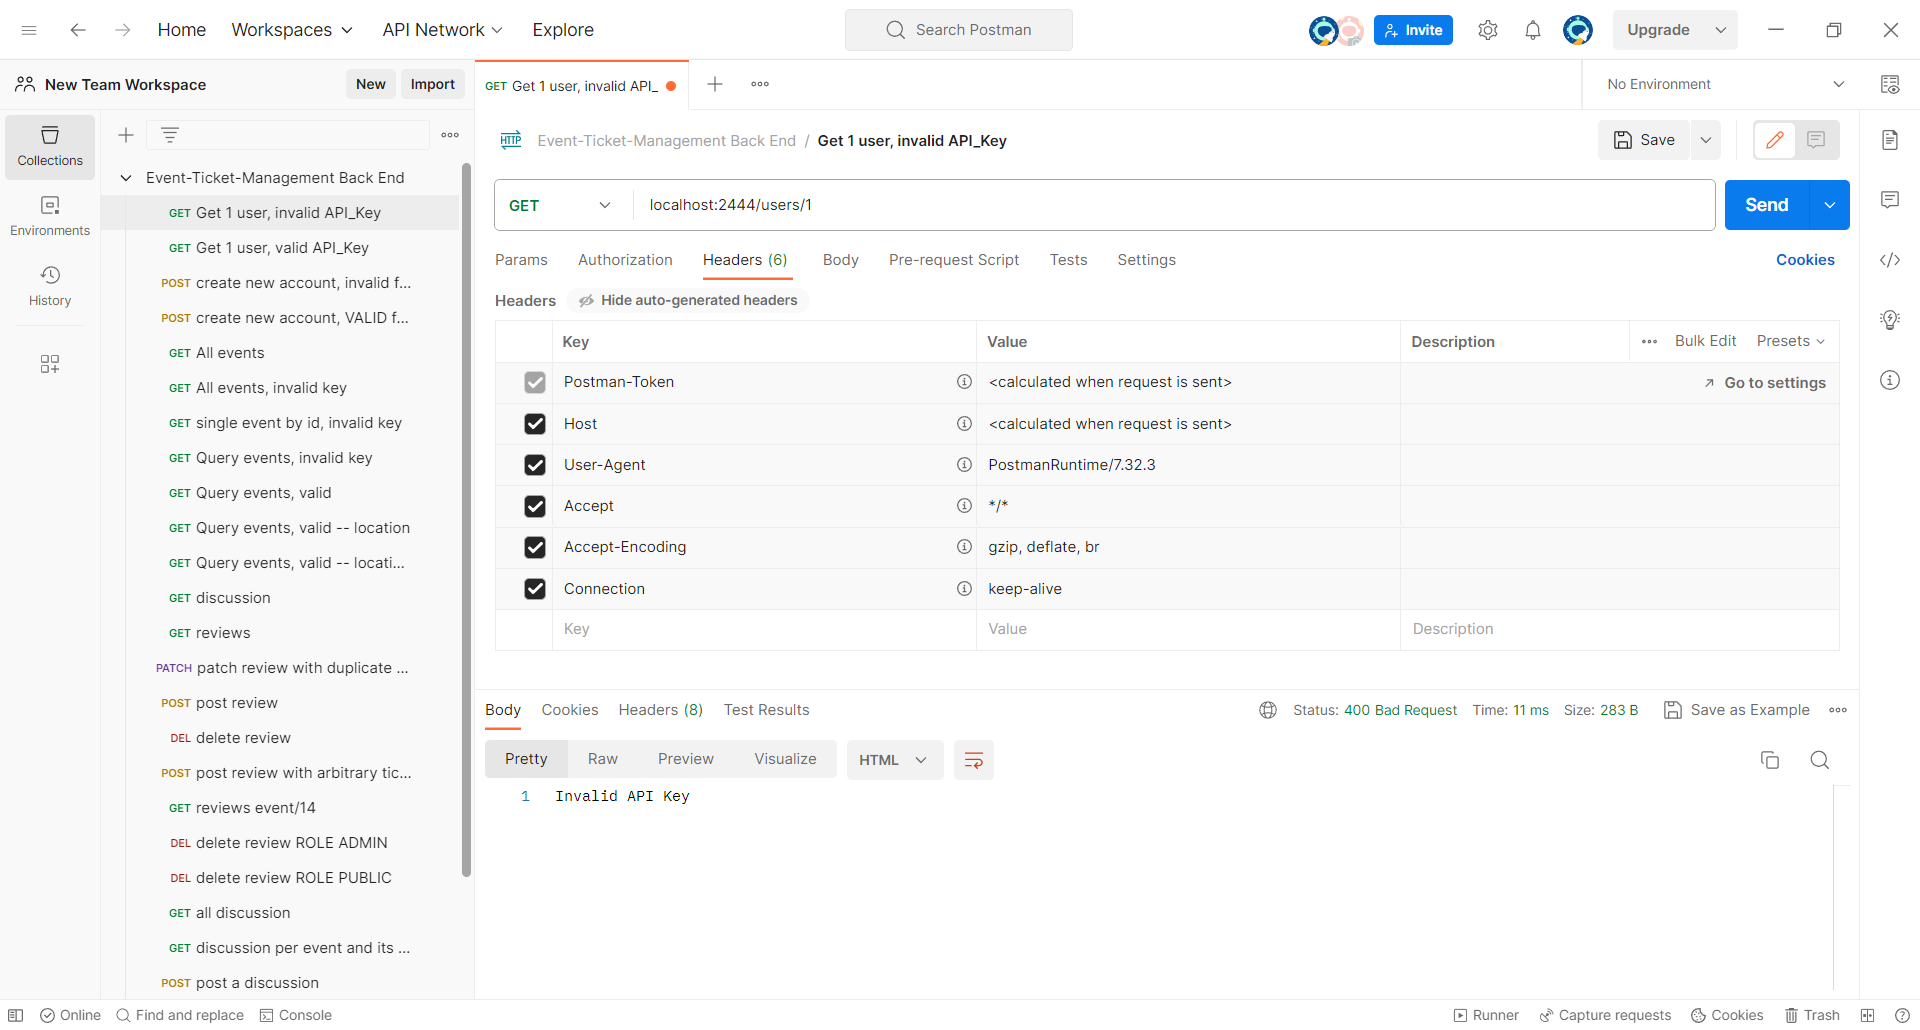 Home Workspaces API Network Explore Search Postman Invite Upgrade
New Team Workspace New Import GET Get 1 user, invalid API_ No Environment
Collections
Environments
History
Event-Ticket-Management Back End
GET Get 1 user, invalid API_Key
GET Get 1 user, valid API_Key
POST create new account, invalid f...
POST create new account, VALID f...
GET All events
GET All events, invalid key
GET single event by id, invalid key
GET Query events, invalid key
GET Query events, valid
GET Query events, valid -- location
GET Query events, valid -- locati...
GET discussion
GET reviews
PATCH patch review with duplicate ...
POST post review
DEL delete review
POST post review with arbitrary tic...
GET reviews event/14
DEL delete review ROLE ADMIN
DEL delete review ROLE PUBLIC
GET all discussion
GET discussion per event and its ...
POST post a discussion
HTTP Event-Ticket-Management Back End / Get 1 user, invalid API_Key Save
GET localhost:2444/users/1 Send
Params Authorization Headers (6) Body Pre-request Script Tests Settings Cookies
Headers Hide auto-generated headers
Key Value Description Bulk Edit Presets
Postman-Token <calculated when request is sent> Go to settings
Host <calculated when request is sent>
User-Agent PostmanRuntime/7.32.3
Accept */*
Accept-Encoding gzip, deflate, br
Connection keep-alive
Key Value Description
Body Cookies Headers (8) Test Results Status: 400 Bad Request Time: 11 ms Size: 283 B Save as Example
Pretty Raw Preview Visualize HTML
1 Invalid API Key
Online Find and replace Console Runner Capture requests Cookies Trash